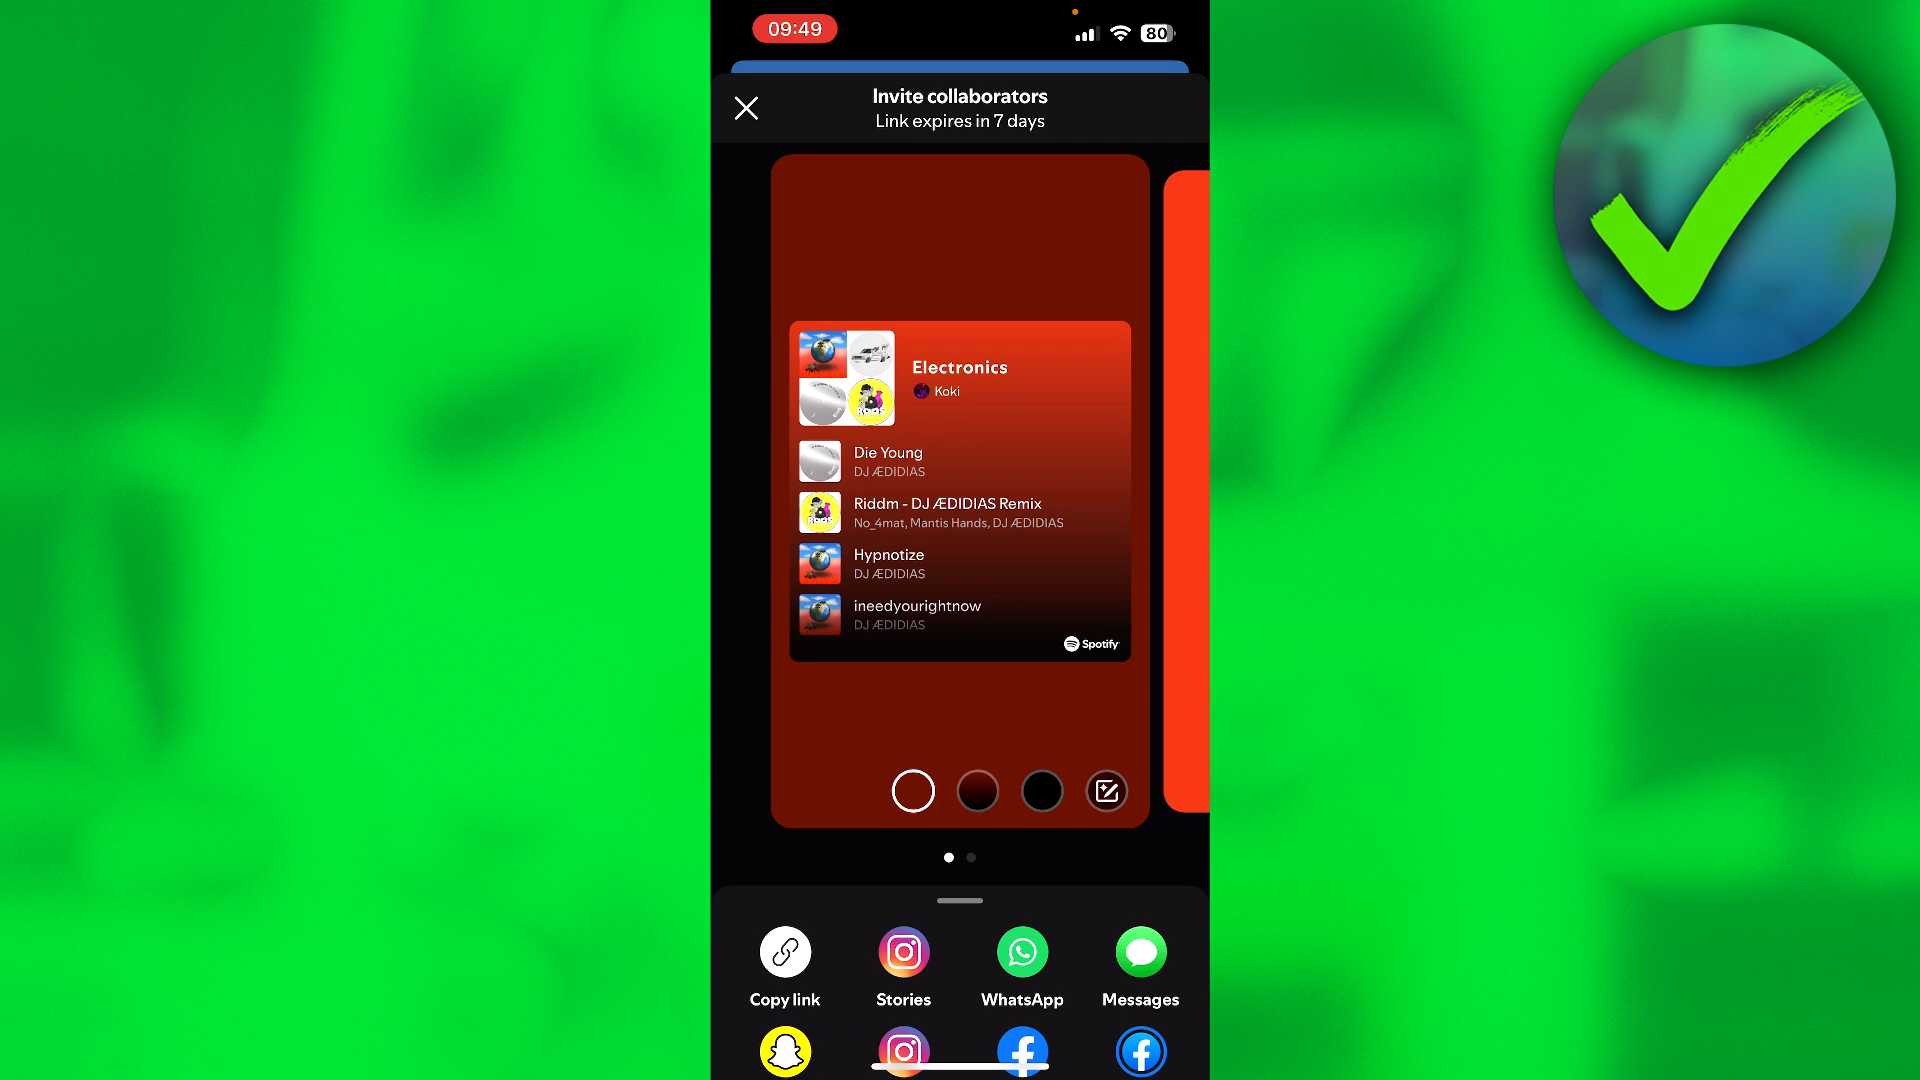 09:49
80
Invite collaborators
Link expires in 7 days
Electronics
Koki
Die Young
DJ ÆDIDIAS
Riddm - DJ ÆDIDIAS Remix
No_4mat, Mantis Hands, DJ ÆDIDIAS
Hypnotize
DJ ÆDIDIAS
ineedyourightnow
DJ ÆDIDIAS
Spotify
Copy link
Stories
WhatsApp
Messages